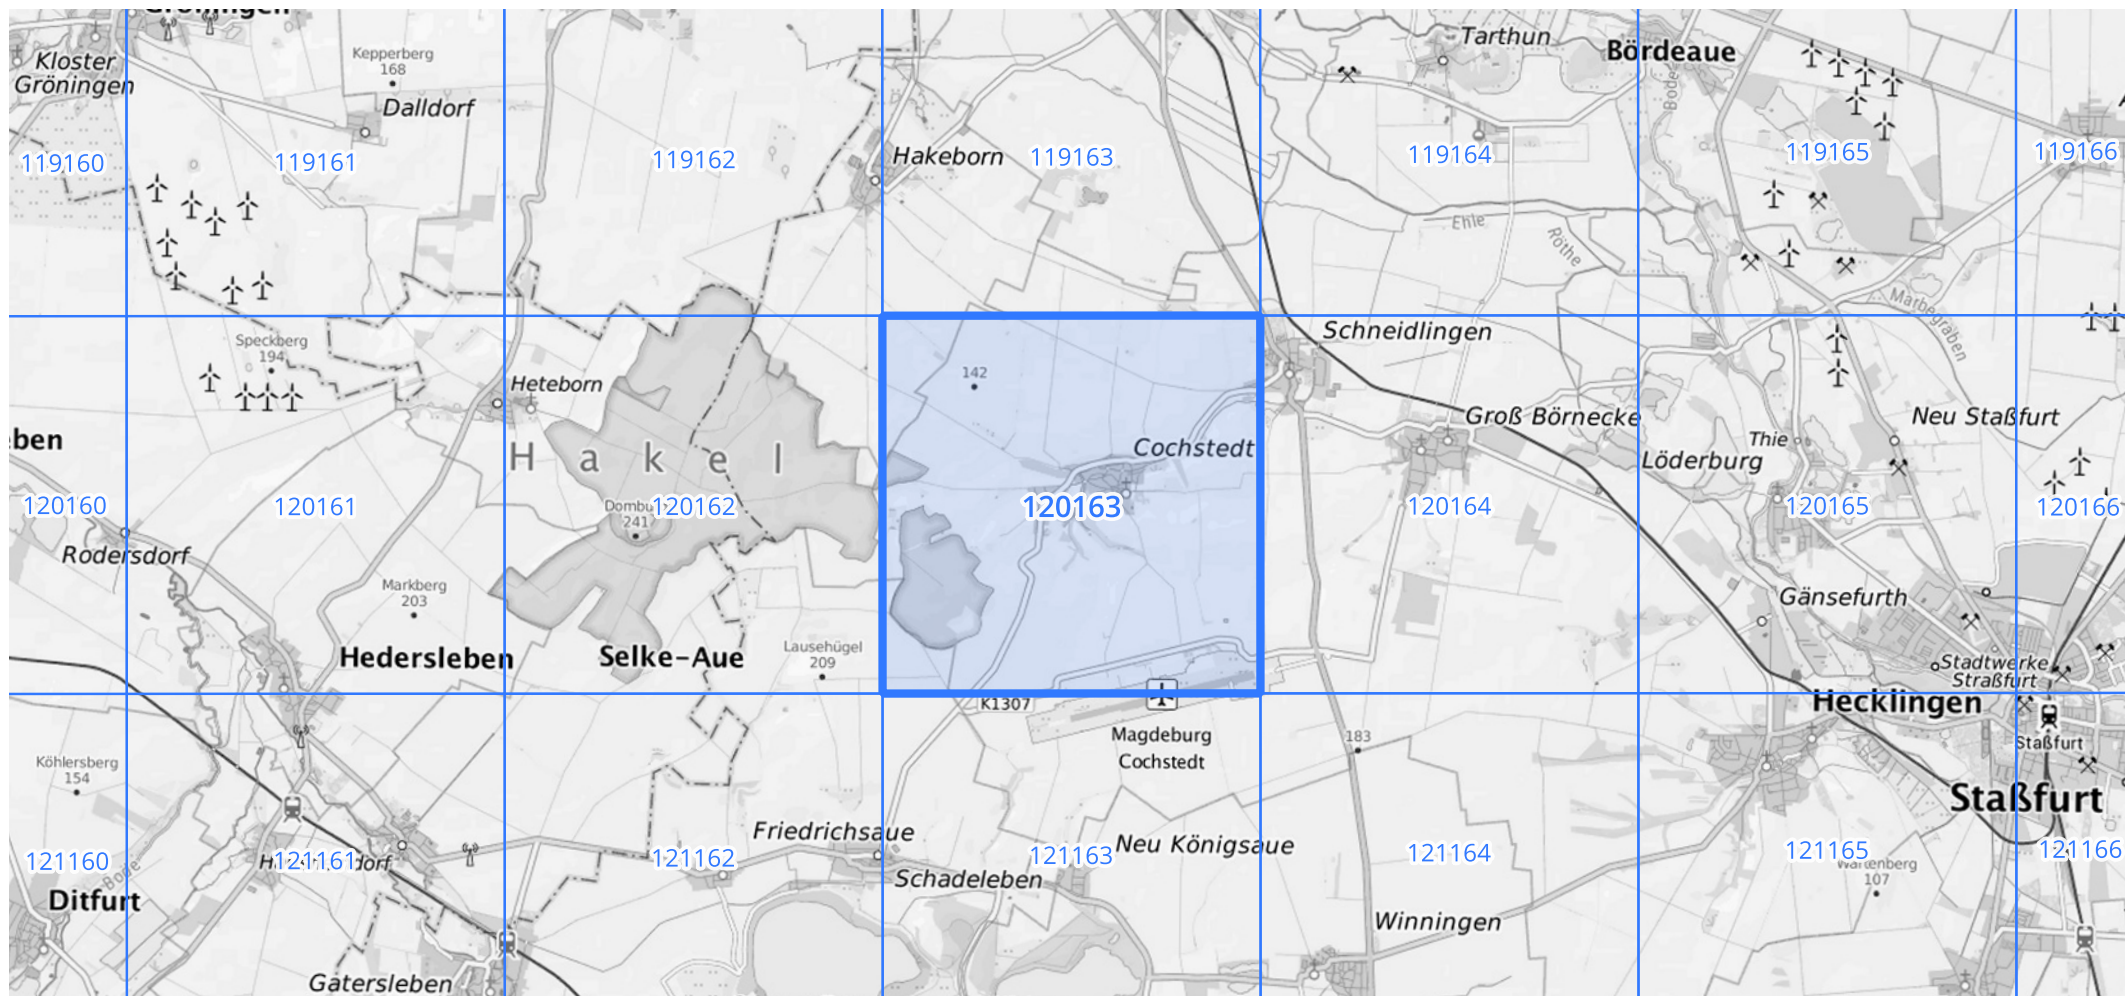 Gröningen
Kloster
Gröningen
Kepperberg
168
Dalldorf
Tarthun
Bördeaue
Bode
Hakeborn
119160
119161
119162
119163
119164
119165
119166
Ehle
Röthe
Marbegraben
Speckberg
194
Heteborn
142
Schneidlingen
Groß Börnecke
Neu Staßfurt
Thie
Löderburg
Cochstedt
eben
H a k e l
Dombu
241
120160
120161
120162
120163
120164
120165
120166
Rodersdorf
Markberg
203
Gänsefurth
Hedersleben
Selke-Aue
Lausehügel
209
Stadtwerke
Straßfurt
K1307
Hecklingen
Magdeburg
Cochstedt
183
Staßfurt
Köhlersberg
154
Staßfurt
Friedrichsaue
Neu Königsaue
121160
121161
121162
121163
121164
121165
121166
107
Schadeleben
Bode
Ditfurt
Winningen
Gatersleben